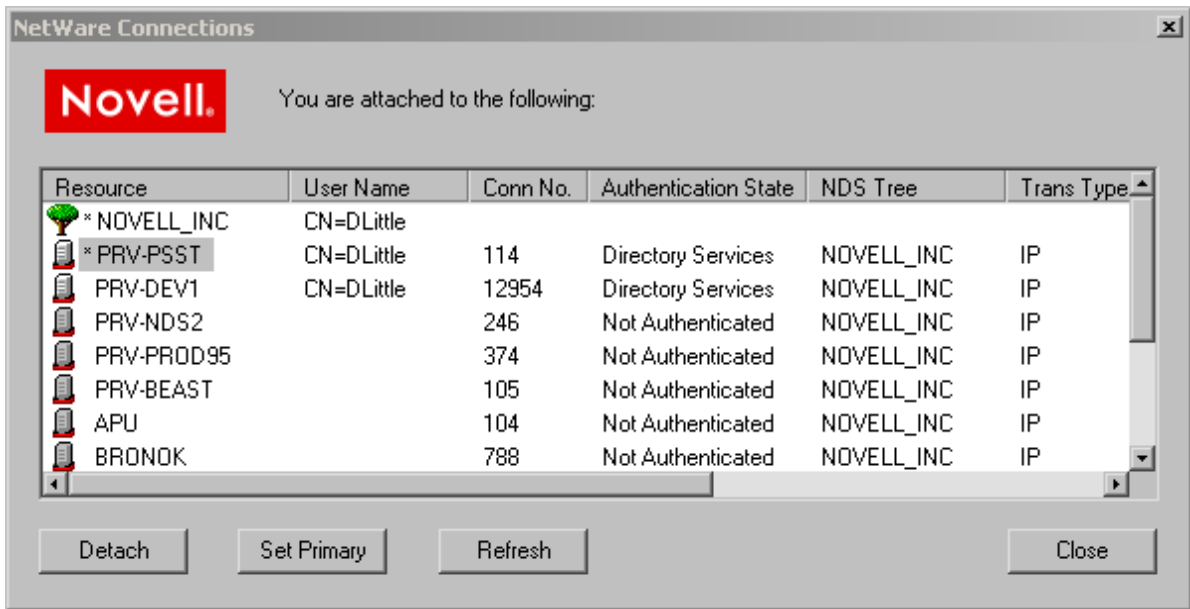 NetWare Connections
Novell.
You are attached to the following:
Resource User Name Conn No. Authentication State NDS Tree Trans Type
* NOVELL_INC CN=DLittle
* PRV-PSST CN=DLittle 114 Directory Services NOVELL_INC IP
PRV-DEV1 CN=DLittle 12954 Directory Services NOVELL_INC IP
PRV-NDS2 246 Not Authenticated NOVELL_INC IP
PRV-PROD95 374 Not Authenticated NOVELL_INC IP
PRV-BEAST 105 Not Authenticated NOVELL_INC IP
APU 104 Not Authenticated NOVELL_INC IP
BRONOK 788 Not Authenticated NOVELL_INC IP
Detach Set Primary Refresh Close